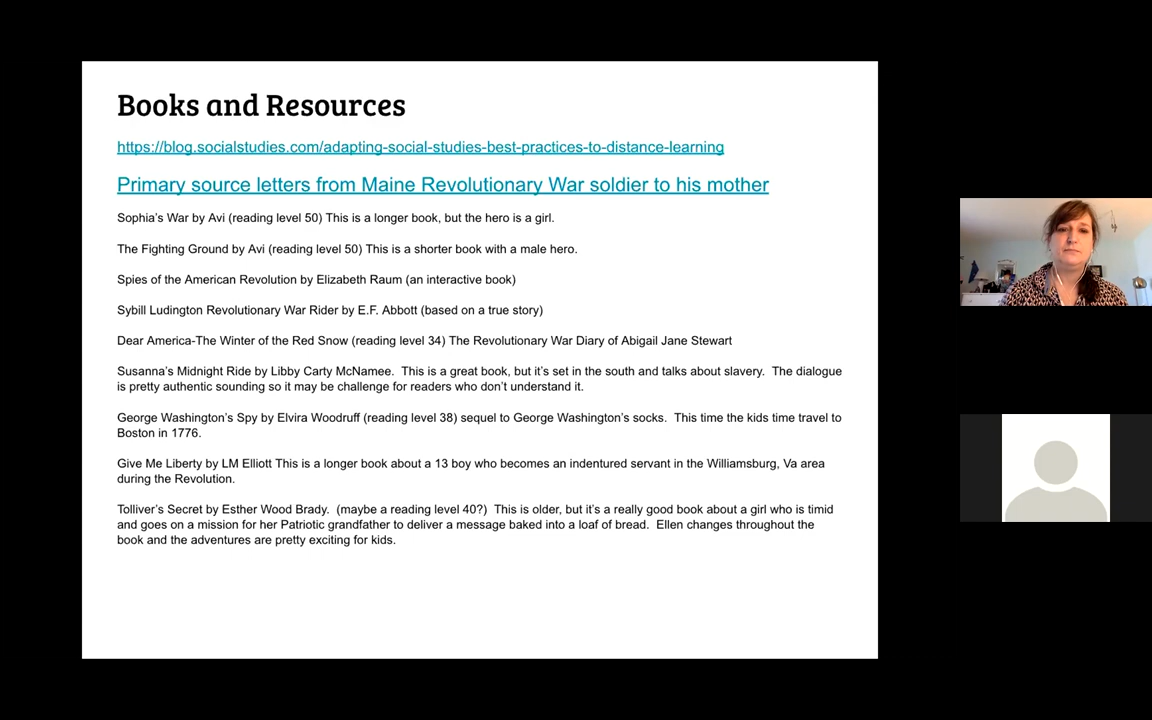 Books and Resources
https://blog.socialstudies.com/adapting-social-studies-best-practices-to-distance-learning
Primary source letters from Maine Revolutionary War soldier to his mother
Sophia's War by Avi (reading level 50) This is a longer book, but the hero is a girl.
The Fighting Ground by Avi (reading level 50) This is a shorter book with a male hero.
Spies of the American Revolution by Elizabeth Raum (an interactive book)
Sybill Ludington Revolutionary War Rider by E.F. Abbott (based on a true story)
Dear America-The Winter of the Red Snow (reading level 34) The Revolutionary War Diary of Abigail Jane Stewart
Susanna's Midnight Ride by Libby Carty McNamee.  This is a great book, but it's set in the south and talks about slavery.  The dialogue
is pretty authentic sounding so it may be challenge for readers who don't understand it.
George Washington's Spy by Elvira Woodruff (reading level 38) sequel to George Washington's socks.  This time the kids time travel to
Boston in 1776.
Give Me Liberty by LM Elliott This is a longer book about a 13 boy who becomes an indentured servant in the Williamsburg, Va area
during the Revolution.
Tolliver's Secret by Esther Wood Brady.  (maybe a reading level 40?)  This is older, but it's a really good book about a girl who is timid
and goes on a mission for her Patriotic grandfather to deliver a message baked into a loaf of bread.  Ellen changes throughout the
book and the adventures are pretty exciting for kids.